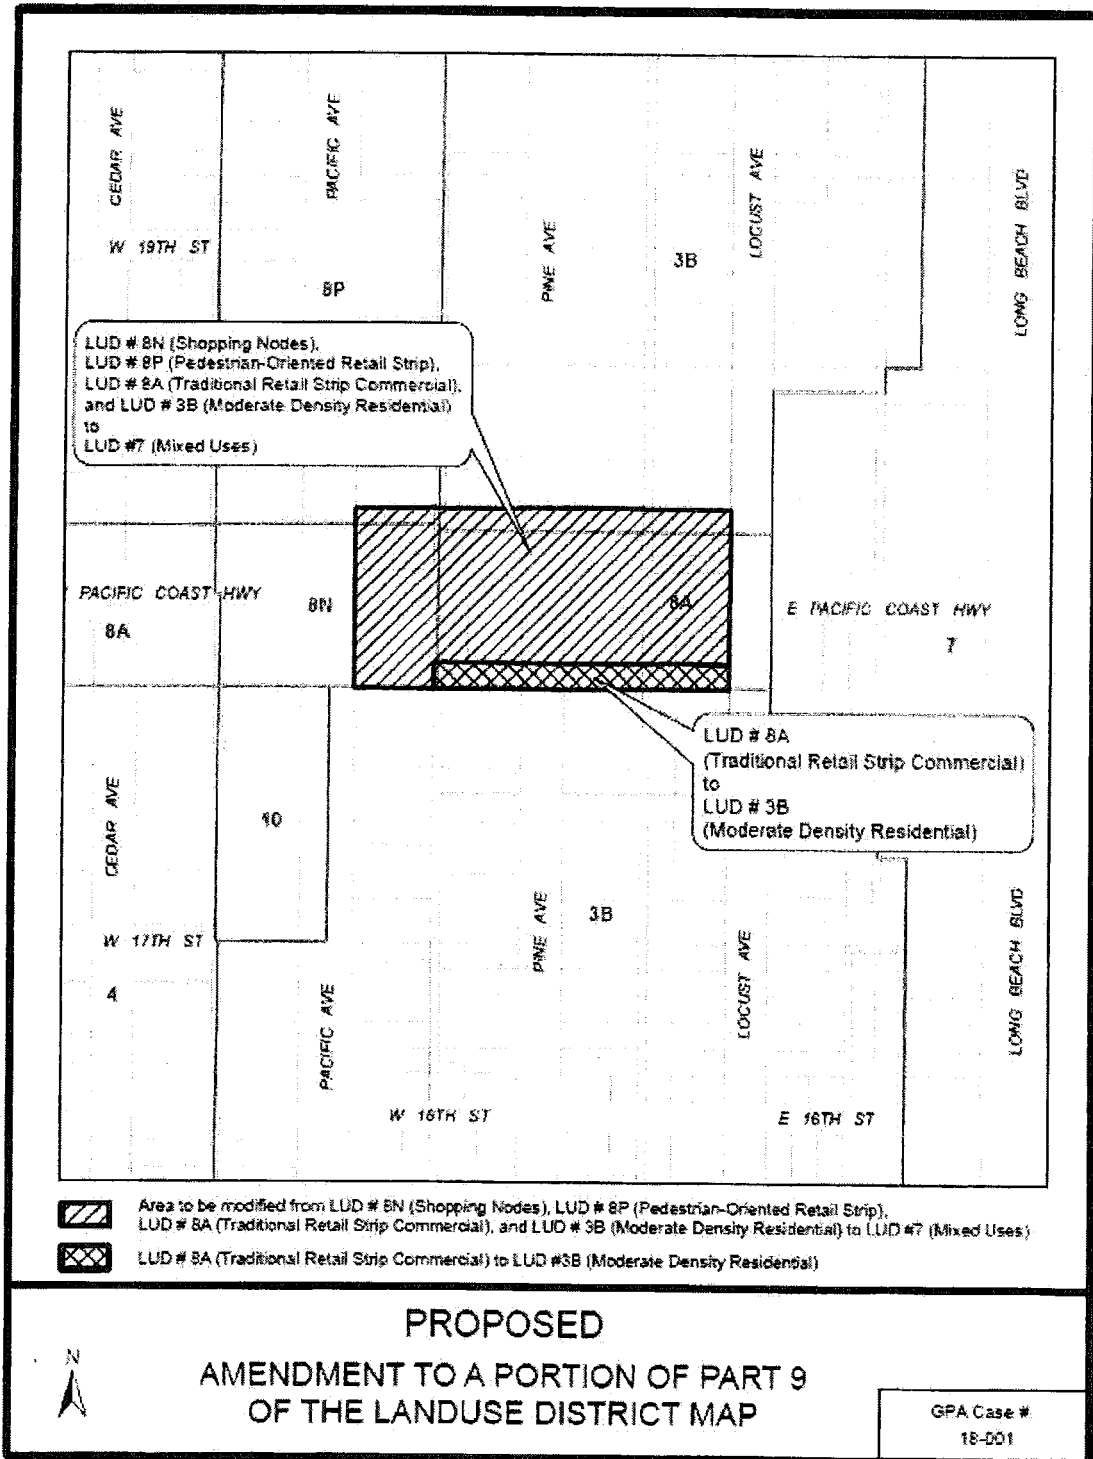 CEDAR AVE
PACIFIC AVE
PINE AVE
LOCUST AVE
LONG BEACH BLVD
W 19TH ST
8P
3B
LUD # 8N (Shopping Nodes),
LUD # 8P (Pedestrian-Oriented Retail Strip),
LUD # 8A (Traditional Retail Strip Commercial),
and LUD # 3B (Moderate Density Residential)
to
LUD #7 (Mixed Uses)
PACIFIC COAST HWY
8A
8N
8A
E PACIFIC COAST HWY
7
LUD # 8A
(Traditional Retail Strip Commercial)
to
LUD # 3B
(Moderate Density Residential)
CEDAR AVE
10
W 17TH ST
4
PACIFIC AVE
PINE AVE
3B
LOCUST AVE
LONG BEACH BLVD
W 16TH ST
E 16TH ST
Area to be modified from LUD # 8N (Shopping Nodes), LUD # 8P (Pedestrian-Oriented Retail Strip),
LUD # 8A (Traditional Retail Strip Commercial), and LUD # 3B (Moderate Density Residential) to LUD #7 (Mixed Uses)
LUD # 8A (Traditional Retail Strip Commercial) to LUD #3B (Moderate Density Residential)
PROPOSED
AMENDMENT TO A PORTION OF PART 9
OF THE LANDUSE DISTRICT MAP
N
GPA Case #
18-001